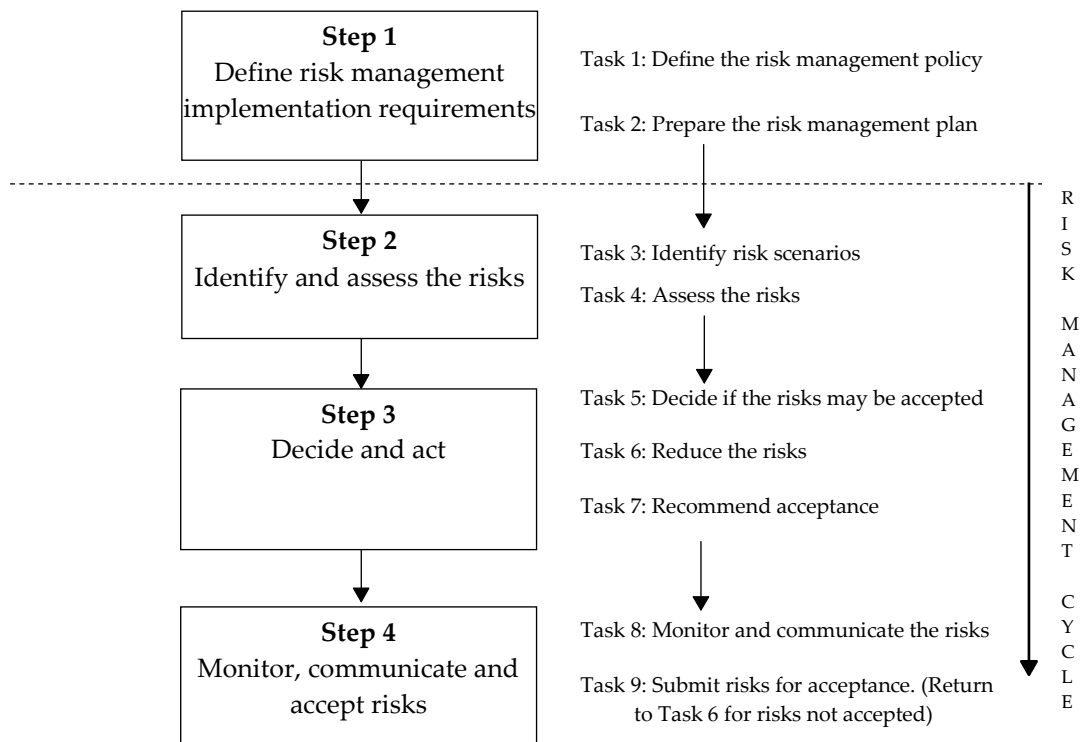 Step 1
Define risk management
implementation requirements
Task 1: Define the risk management policy
Task 2: Prepare the risk management plan
Step 2
Identify and assess the risks
Task 3: Identify risk scenarios
Task 4: Assess the risks
Step 3
Decide and act
Task 5: Decide if the risks may be accepted
Task 6: Reduce the risks
Task 7: Recommend acceptance
Step 4
Monitor, communicate and
accept risks
Task 8: Monitor and communicate the risks
Task 9: Submit risks for acceptance. (Return
to Task 6 for risks not accepted)
RISK MANAGEMENT CYCLE